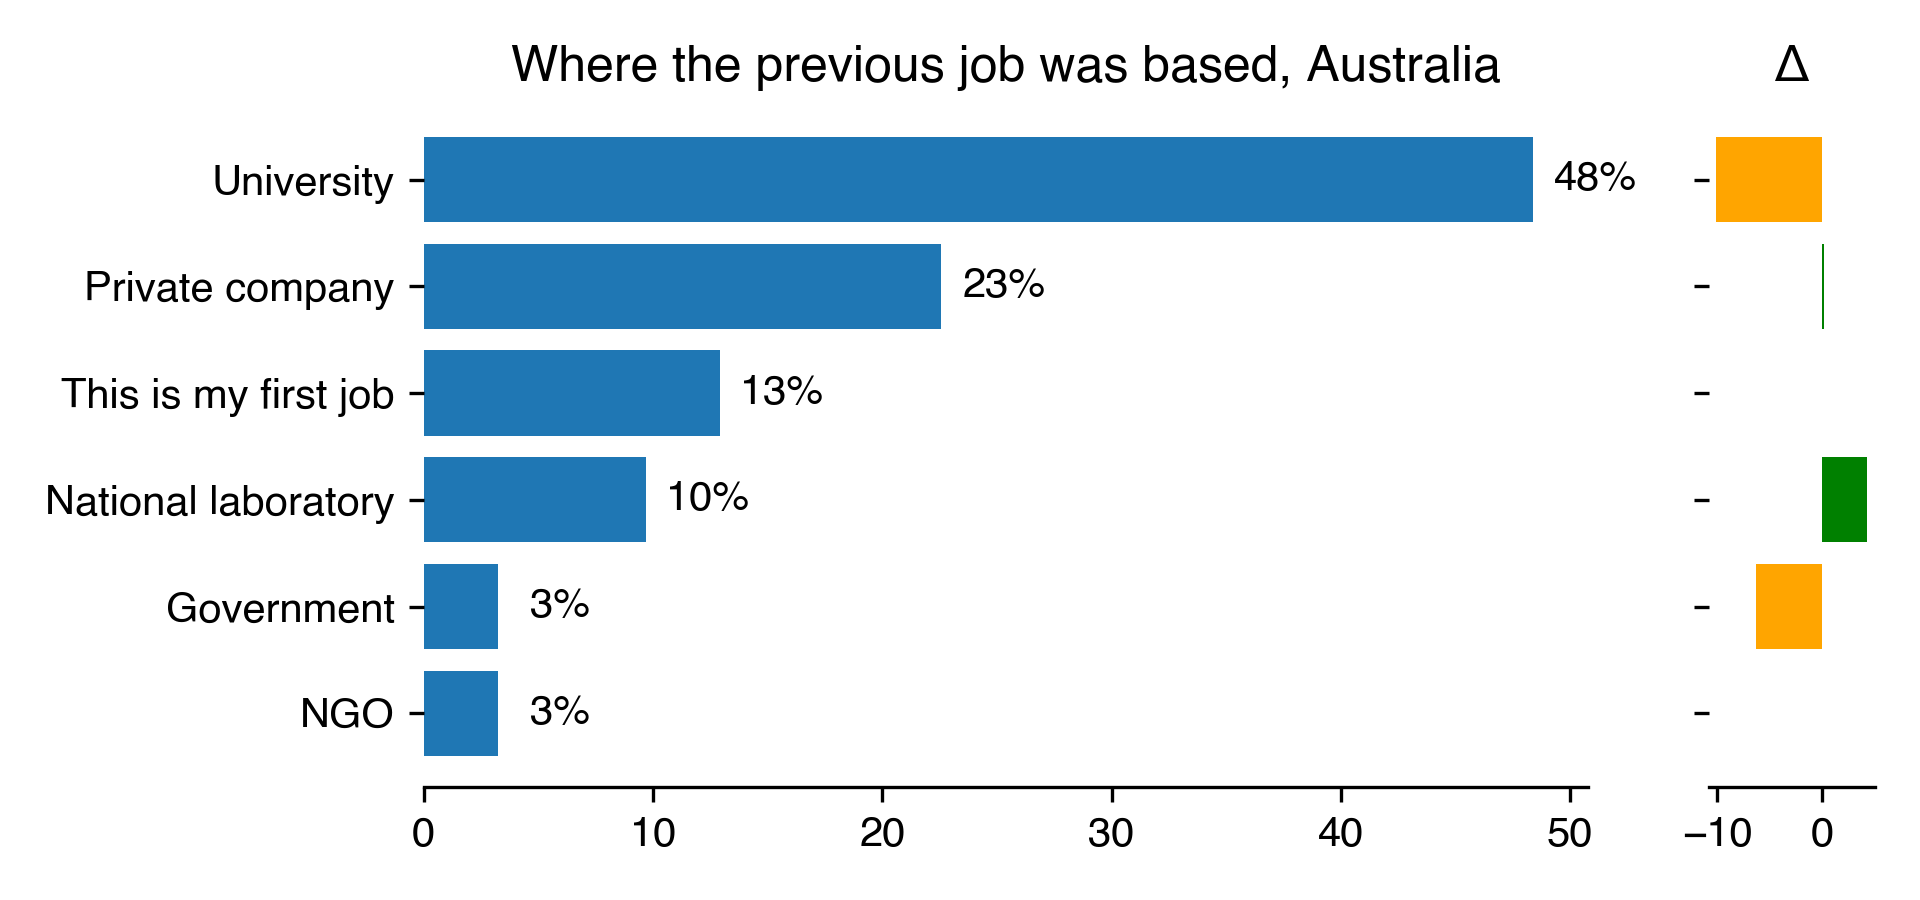 Where the previous job was based, Australia
Δ
University
48%
Private company
23%
This is my first job
13%
National laboratory
10%
Government
3%
NGO
3%
0 10 20 30 40 50
−10 0